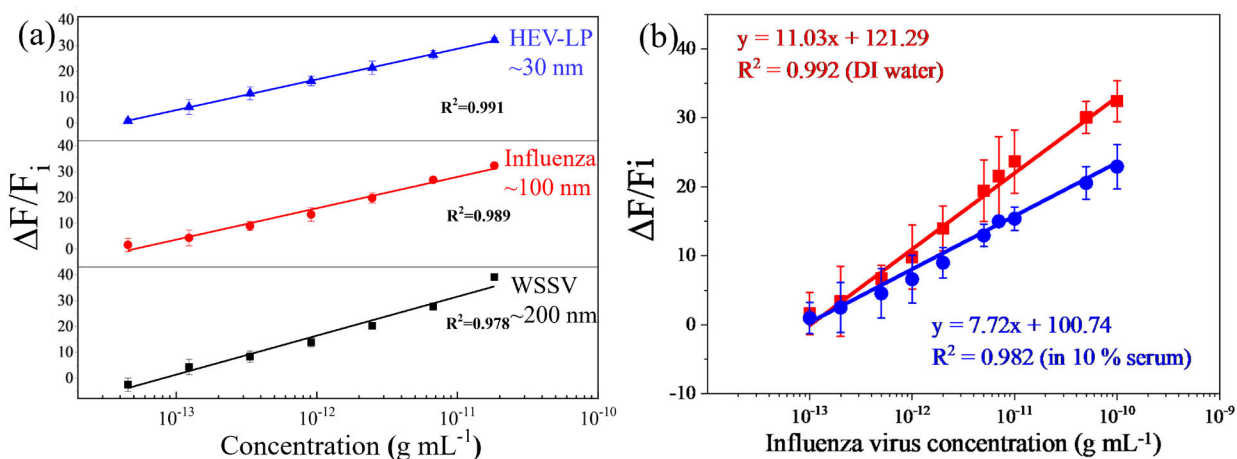 (a)
ΔF/Fi
40
30
20
10
0
HEV-LP
~30 nm
R²=0.991
40
30
20
10
0
Influenza
~100 nm
R²=0.989
40
30
20
10
0
WSSV
~200 nm
R²=0.978
10⁻¹³
10⁻¹²
10⁻¹¹
10⁻¹⁰
Concentration (g mL⁻¹)
(b)
y = 11.03x + 121.29
R² = 0.992 (DI water)
ΔF/Fi
40
30
20
10
0
-10
y = 7.72x + 100.74
R² = 0.982 (in 10 % serum)
10⁻¹³
10⁻¹²
10⁻¹¹
10⁻¹⁰
10⁻⁹
Influenza virus concentration (g mL⁻¹)